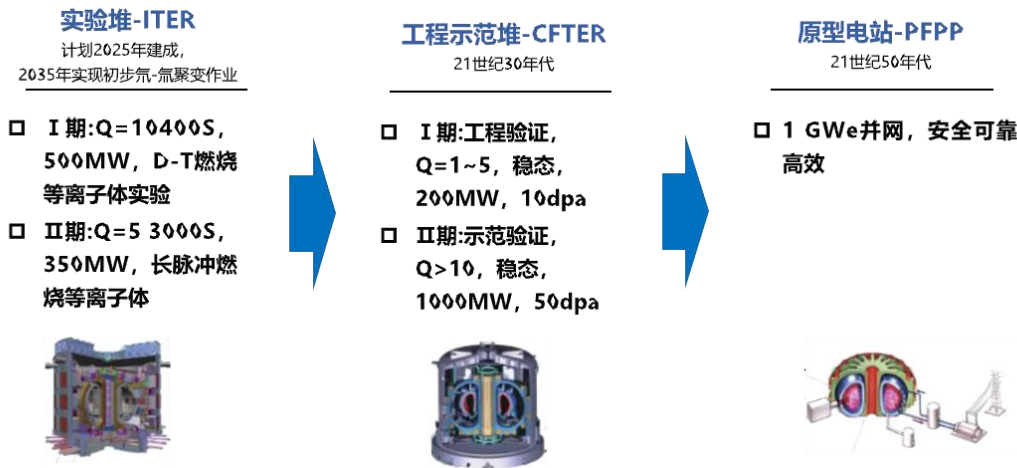 实验堆-ITER
计划2025年建成,
2035年实现初步氘-氚聚变作业
Ⅰ期:Q=10400S,
500MW, D-T燃烧
等离子体实验
Ⅱ期:Q=5 3000S,
350MW, 长脉冲燃
烧等离子体
工程示范堆-CFTER
21世纪30年代
Ⅰ期:工程验证,
Q=1~5, 稳态,
200MW, 10dpa
Ⅱ期:示范验证,
Q>10, 稳态,
1000MW, 50dpa
原型电站-PFPP
21世纪50年代
1 GWe并网, 安全可靠
高效